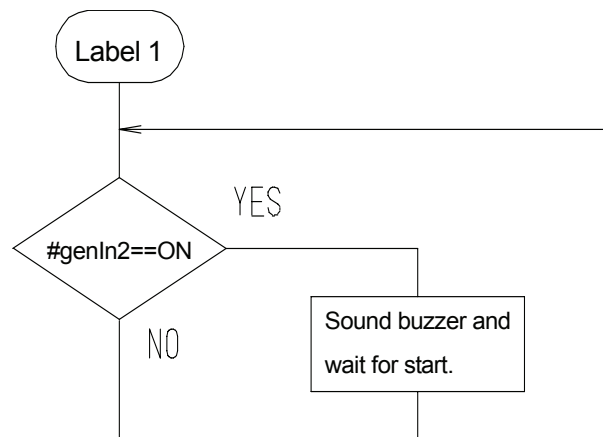 Label 1
YES
#genIn2==ON
Sound buzzer and
wait for start.
NO